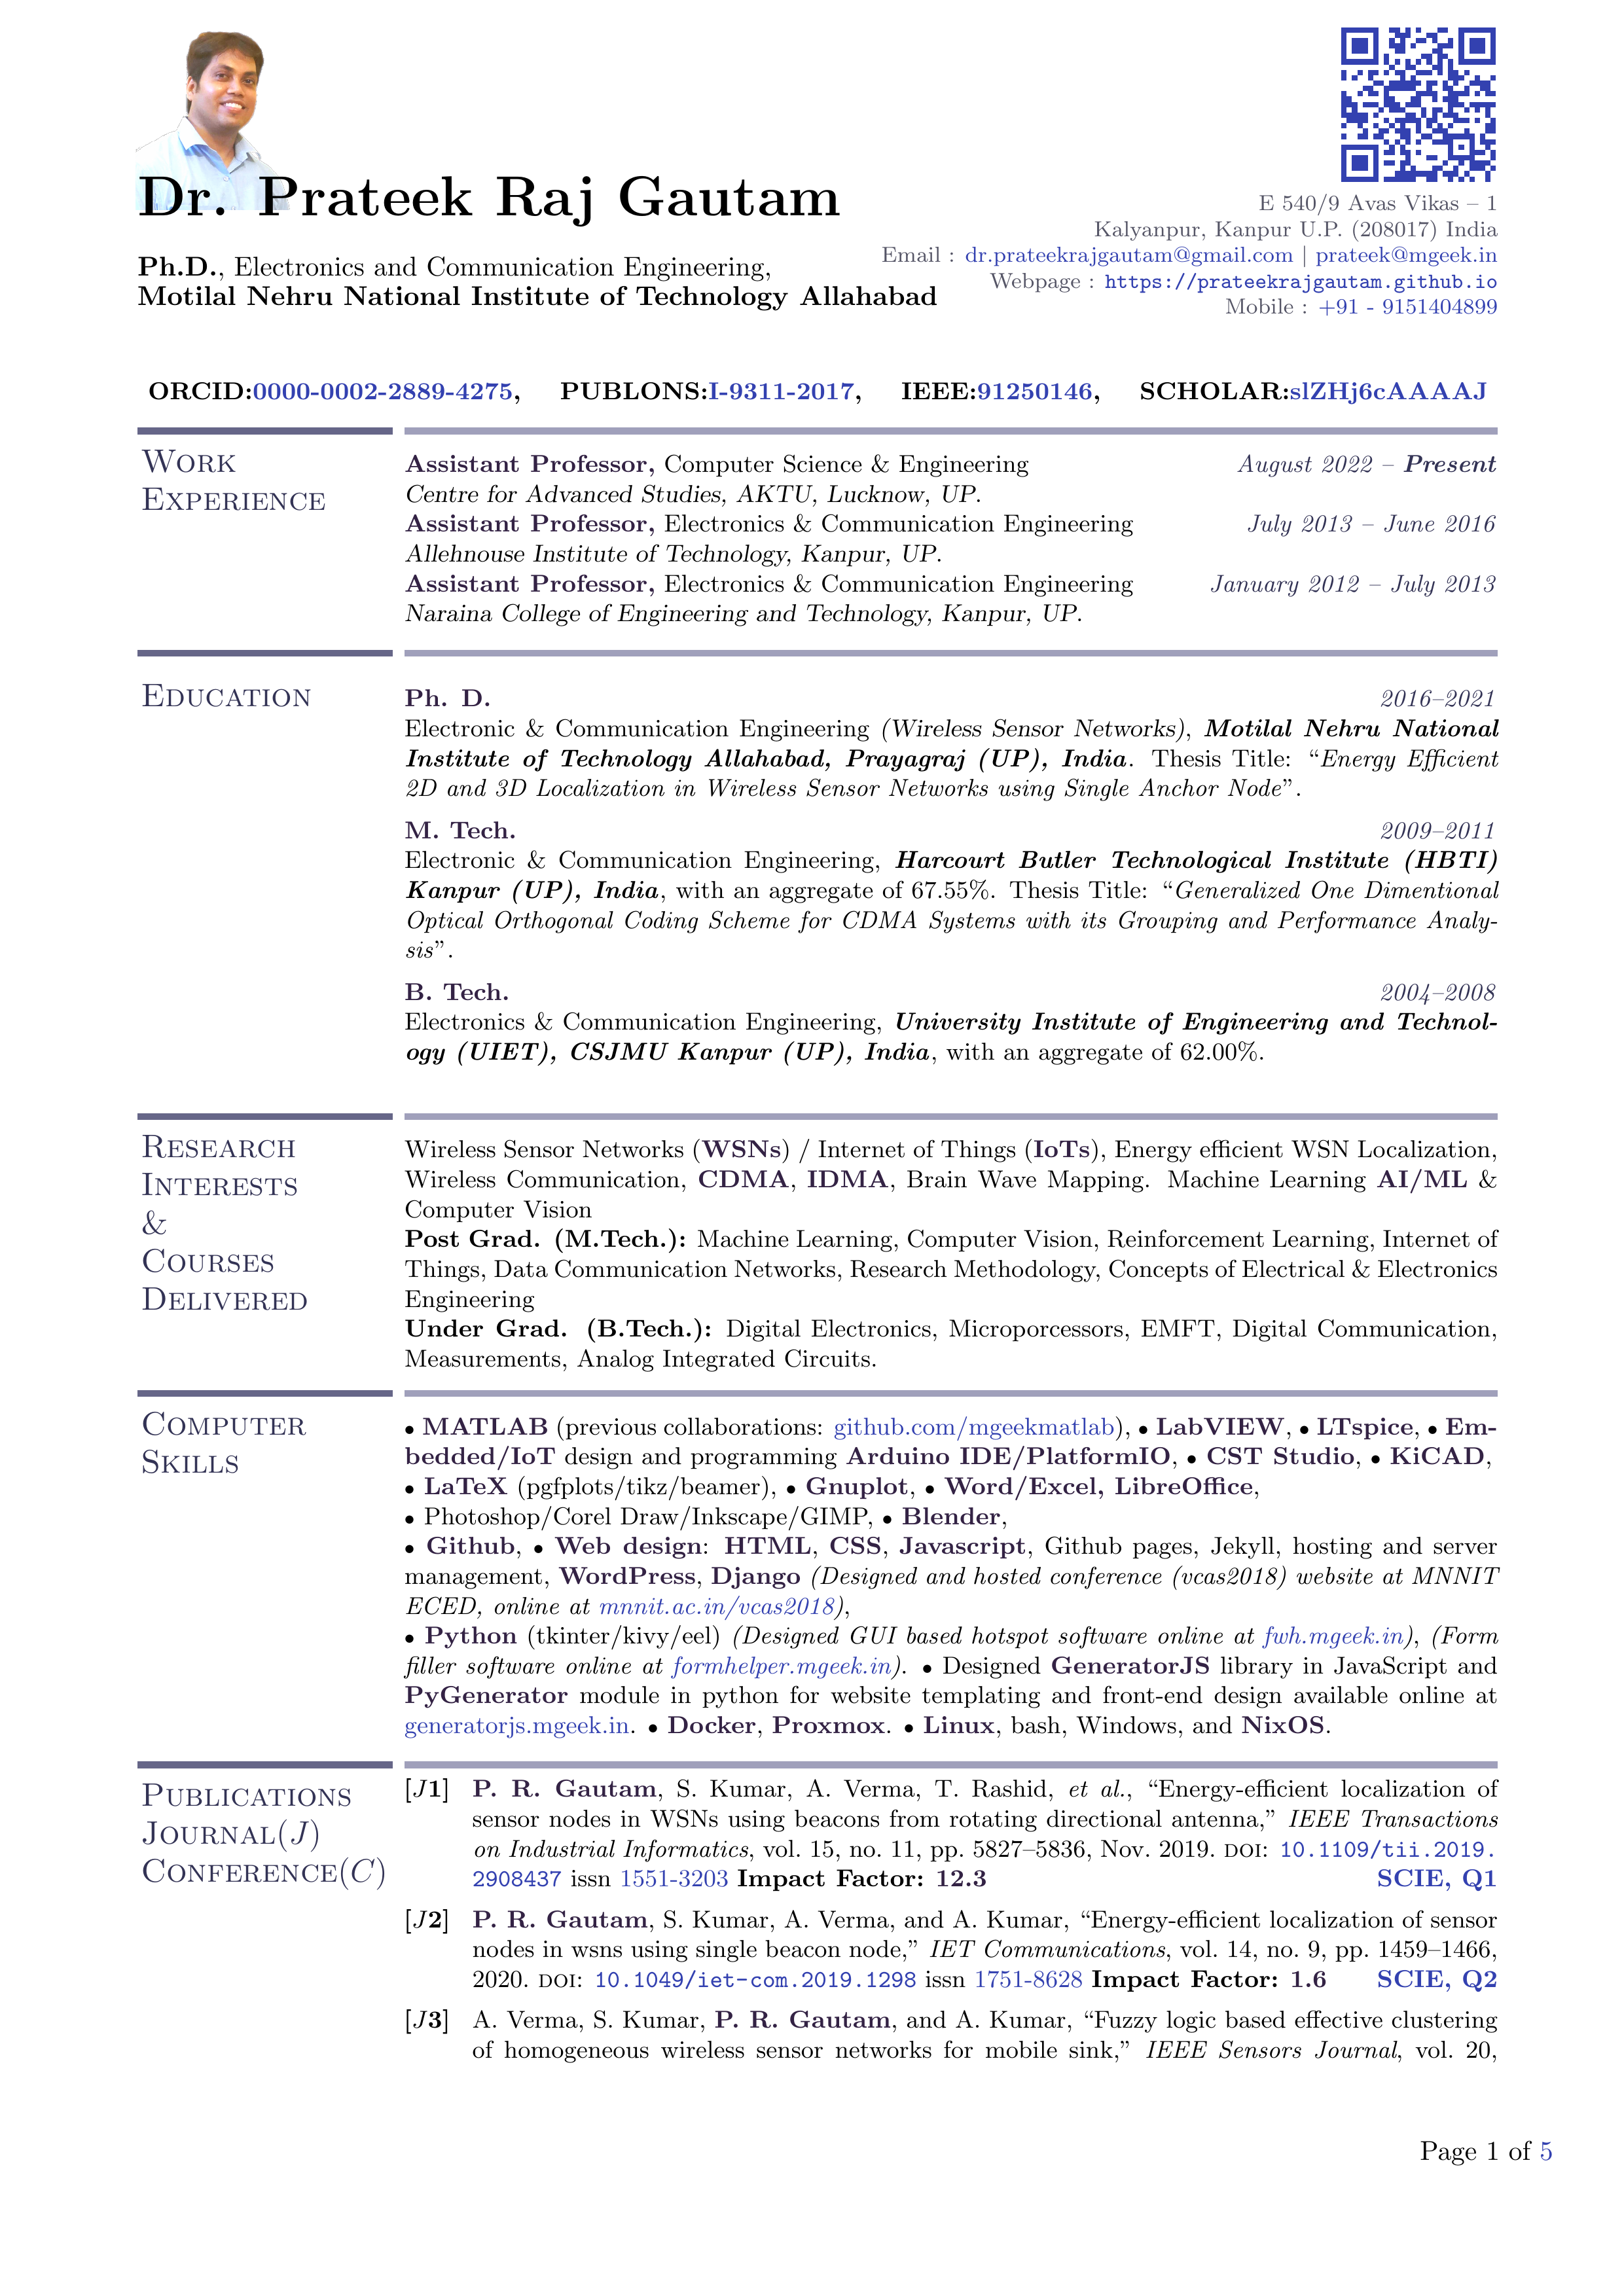 Dr. Prateek Raj Gautam
Ph.D., Electronics and Communication Engineering,
Motilal Nehru National Institute of Technology Allahabad
E 540/9 Avas Vikas – 1
Kalyanpur, Kanpur U.P. (208017) India
Email : dr.prateekrajgautam@gmail.com | prateek@mgeek.in
Webpage : https://prateekrajgautam.github.io
Mobile : +91 - 9151404899
ORCID:0000-0002-2889-4275, PUBLONS:I-9311-2017, IEEE:91250146, SCHOLAR:slZHj6cAAAAJ
Work
Experience
Assistant Professor, Computer Science & Engineering August 2022 – Present
Centre for Advanced Studies, AKTU, Lucknow, UP.
Assistant Professor, Electronics & Communication Engineering July 2013 – June 2016
Allehnouse Institute of Technology, Kanpur, UP.
Assistant Professor, Electronics & Communication Engineering January 2012 – July 2013
Naraina College of Engineering and Technology, Kanpur, UP.
Education
Ph. D. 2016–2021
Electronic & Communication Engineering (Wireless Sensor Networks), Motilal Nehru National
Institute of Technology Allahabad, Prayagraj (UP), India. Thesis Title: “Energy Efficient
2D and 3D Localization in Wireless Sensor Networks using Single Anchor Node”.
M. Tech. 2009–2011
Electronic & Communication Engineering, Harcourt Butler Technological Institute (HBTI)
Kanpur (UP), India, with an aggregate of 67.55%. Thesis Title: “Generalized One Dimentional
Optical Orthogonal Coding Scheme for CDMA Systems with its Grouping and Performance Analy-
sis”.
B. Tech. 2004–2008
Electronics & Communication Engineering, University Institute of Engineering and Technol-
ogy (UIET), CSJMU Kanpur (UP), India, with an aggregate of 62.00%.
Research
Interests
&
Courses
Delivered
Wireless Sensor Networks (WSNs) / Internet of Things (IoTs), Energy efficient WSN Localization,
Wireless Communication, CDMA, IDMA, Brain Wave Mapping. Machine Learning AI/ML &
Computer Vision
Post Grad. (M.Tech.): Machine Learning, Computer Vision, Reinforcement Learning, Internet of
Things, Data Communication Networks, Research Methodology, Concepts of Electrical & Electronics
Engineering
Under Grad. (B.Tech.): Digital Electronics, Microporcessors, EMFT, Digital Communication,
Measurements, Analog Integrated Circuits.
Computer
Skills
• MATLAB (previous collaborations: github.com/mgeekmatlab), • LabVIEW, • LTspice, • Em-
bedded/IoT design and programming Arduino IDE/PlatformIO, • CST Studio, • KiCAD,
• LaTeX (pgfplots/tikz/beamer), • Gnuplot, • Word/Excel, LibreOffice,
• Photoshop/Corel Draw/Inkscape/GIMP, • Blender,
• Github, • Web design: HTML, CSS, Javascript, Github pages, Jekyll, hosting and server
management, WordPress, Django (Designed and hosted conference (vcas2018) website at MNNIT
ECED, online at mnnit.ac.in/vcas2018),
• Python (tkinter/kivy/eel) (Designed GUI based hotspot software online at fwh.mgeek.in), (Form
filler software online at formhelper.mgeek.in). • Designed GeneratorJS library in JavaScript and
PyGenerator module in python for website templating and front-end design available online at
generatorjs.mgeek.in. • Docker, Proxmox. • Linux, bash, Windows, and NixOS.
Publications
Journal(J)
Conference(C)
[J1] P. R. Gautam, S. Kumar, A. Verma, T. Rashid, et al., “Energy-efficient localization of
sensor nodes in WSNs using beacons from rotating directional antenna,” IEEE Transactions
on Industrial Informatics, vol. 15, no. 11, pp. 5827–5836, Nov. 2019. doi: 10.1109/tii.2019.
2908437 issn 1551-3203 Impact Factor: 12.3 SCIE, Q1
[J2] P. R. Gautam, S. Kumar, A. Verma, and A. Kumar, “Energy-efficient localization of sensor
nodes in wsns using single beacon node,” IET Communications, vol. 14, no. 9, pp. 1459–1466,
2020. doi: 10.1049/iet-com.2019.1298 issn 1751-8628 Impact Factor: 1.6 SCIE, Q2
[J3] A. Verma, S. Kumar, P. R. Gautam, and A. Kumar, “Fuzzy logic based effective clustering
of homogeneous wireless sensor networks for mobile sink,” IEEE Sensors Journal, vol. 20,
Page 1 of 5